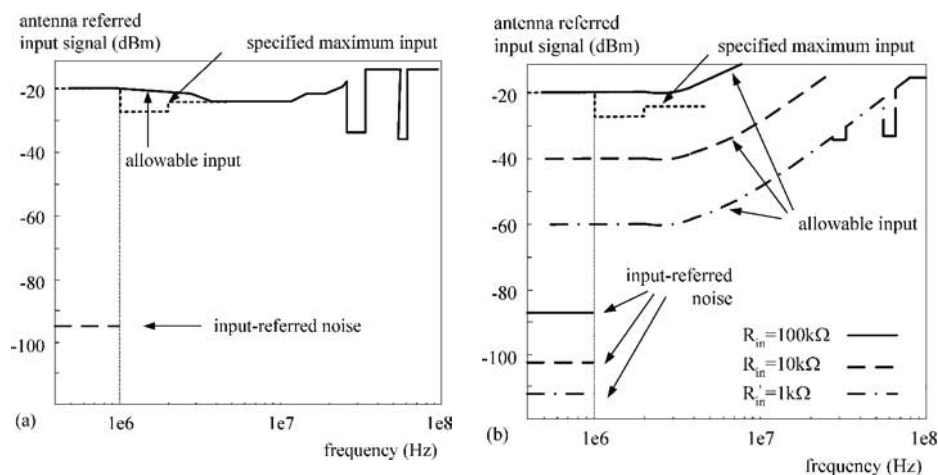 antenna referred
input signal (dBm)
specified maximum input
-20
allowable input
-40
-60
-80
input-referred noise
-100
(a)
1e6
1e7
1e8
frequency (Hz)
antenna referred
input signal (dBm)
specified maximum input
-20
-40
allowable input
-60
input-referred
noise
-80
-100
R_in=100kΩ
R_in=10kΩ
R_in'=1kΩ
(b)
1e6
1e7
1e8
frequency (Hz)